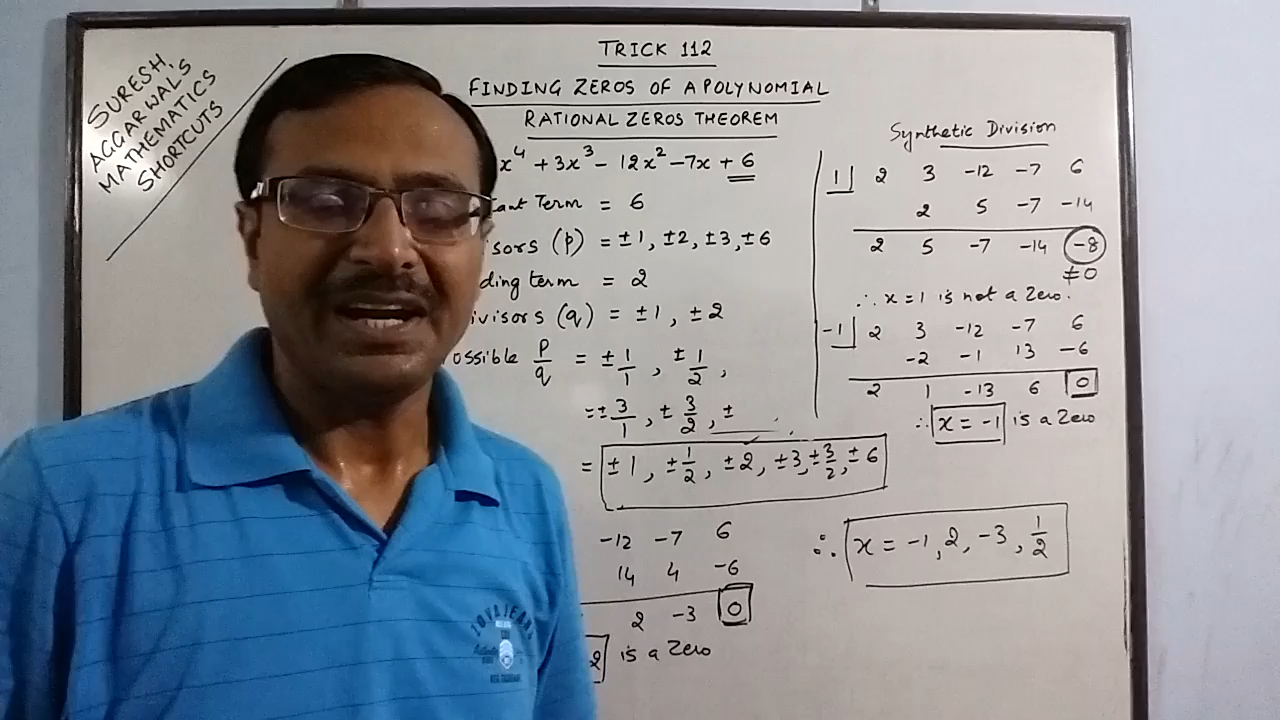 SURESH
AGGARWAL'S
MATHEMATICS
SHORTCUTS
TRICK 112
FINDING ZEROS OF A POLYNOMIAL
RATIONAL ZEROS THEOREM
x⁴ + 3x³ - 12x² - 7x + 6
ant Term = 6
isors (p) = ±1, ±2, ±3, ±6
ding term = 2
ivisors (q) = ±1, ±2
ossible p/q = ± 1/1, ± 1/2,
= ± 3/1, ± 3/2, ±
= ±1, ±1/2, ±2, ±3, ±3/2, ±6
-12 -7 6
14 4 -6
2 -3 0
2 is a Zero
Synthetic Division
1 2 3 -12 -7 6
2 5 -7 -14
2 5 -7 -14 -8
≠0
∴ x = 1 is not a Zero.
-1 2 3 -12 -7 6
-2 -1 13 -6
2 1 -13 6 0
∴ x = -1 is a Zero
∴ x = -1, 2, -3, 1/2